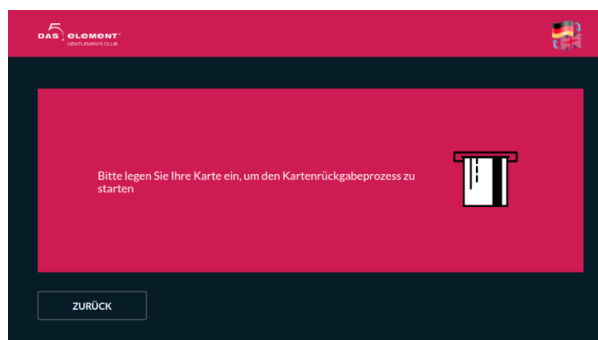 DAS 5. ELEMENT
GENTLEMEN'S CLUB
Bitte legen Sie Ihre Karte ein, um den Kartenrückgabeprozess zu
starten
ZURÜCK